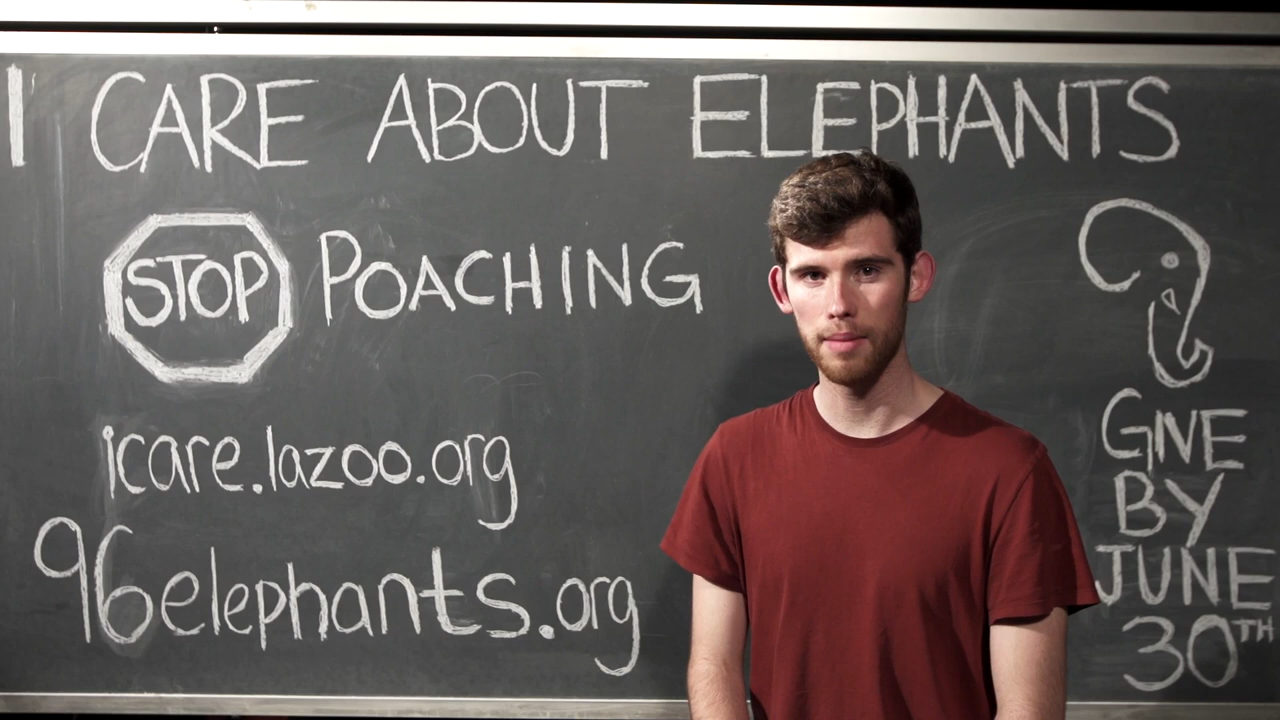 I CARE ABOUT ELEPHANTS
STOP POACHING
icare.lazoo.org
96elephants.org
GIVE
BY
JUNE
30TH